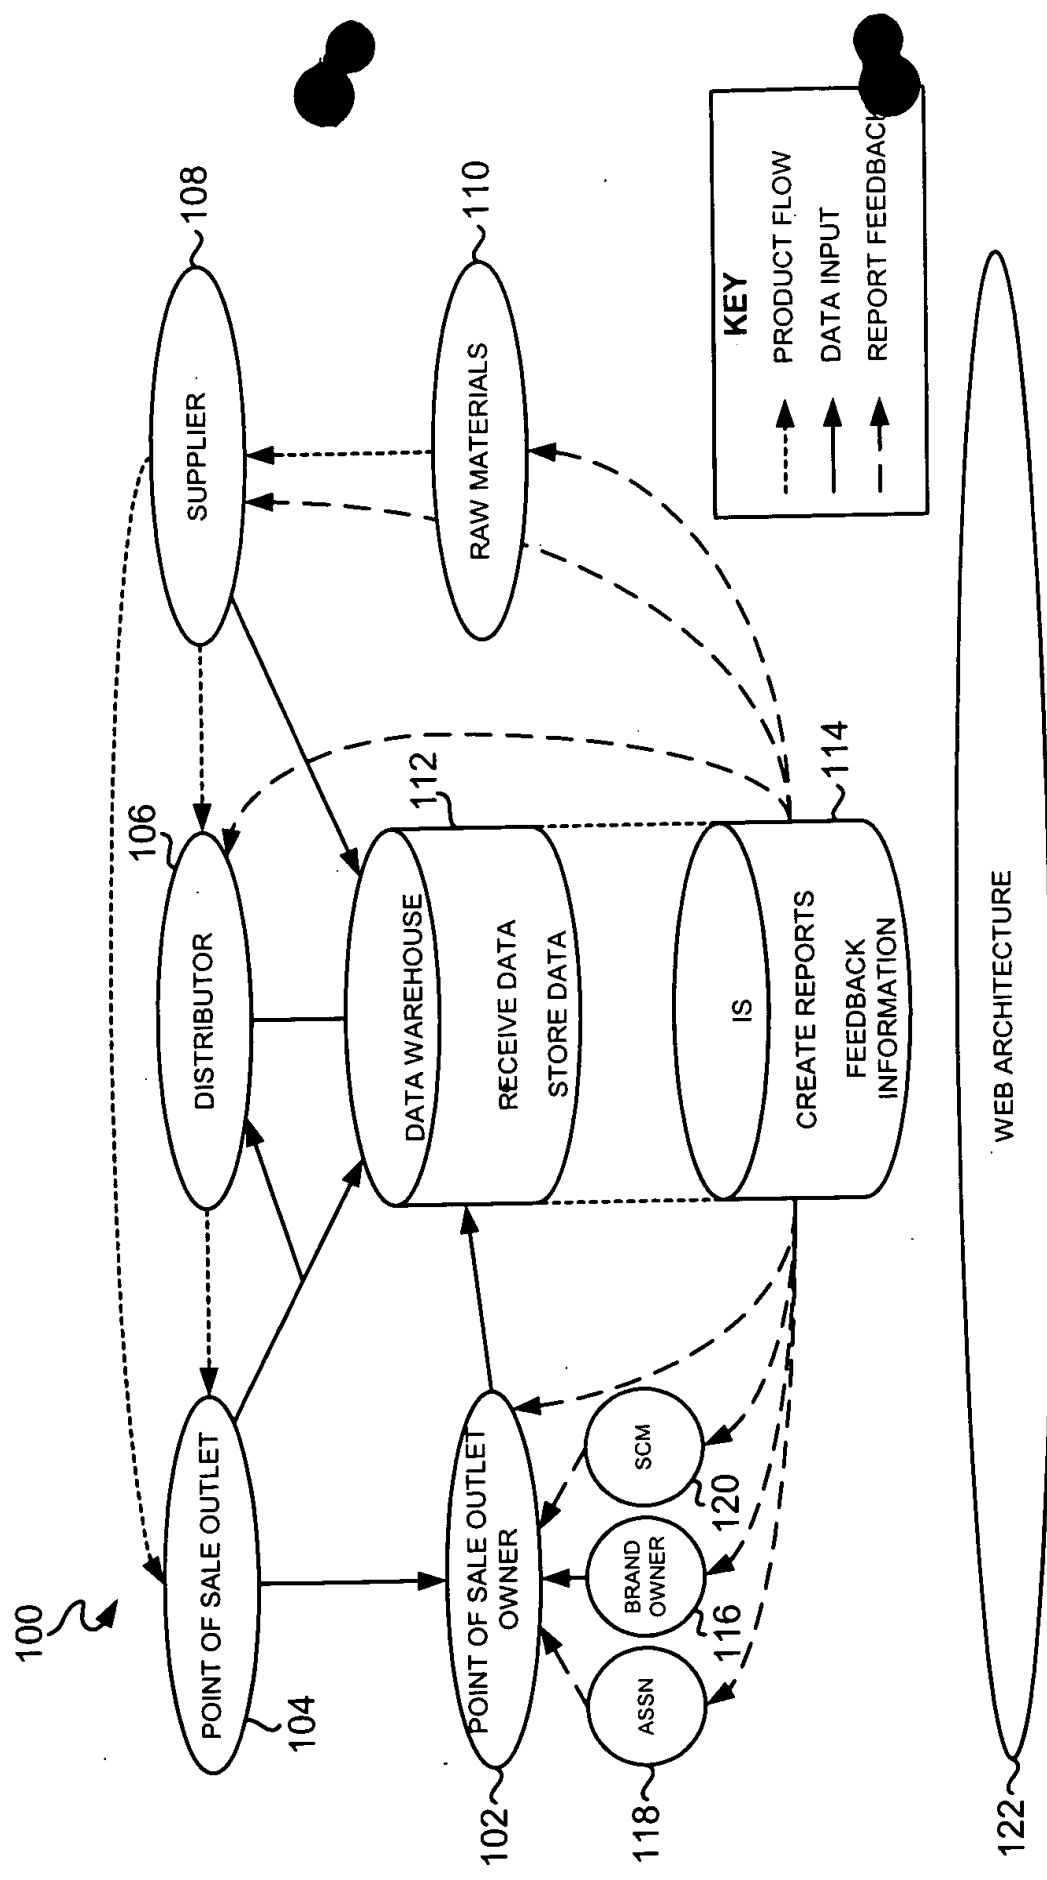 100
POINT OF SALE OUTLET
104
DISTRIBUTOR
106
SUPPLIER
108
POINT OF SALE OUTLET
OWNER
102
DATA WAREHOUSE
112
RECEIVE DATA
STORE DATA
RAW MATERIALS
110
ASSN
118
BRAND
OWNER
116
SCM
120
IS
114
CREATE REPORTS
FEEDBACK
INFORMATION
KEY
PRODUCT FLOW
DATA INPUT
REPORT FEEDBACK
WEB ARCHITECTURE
122